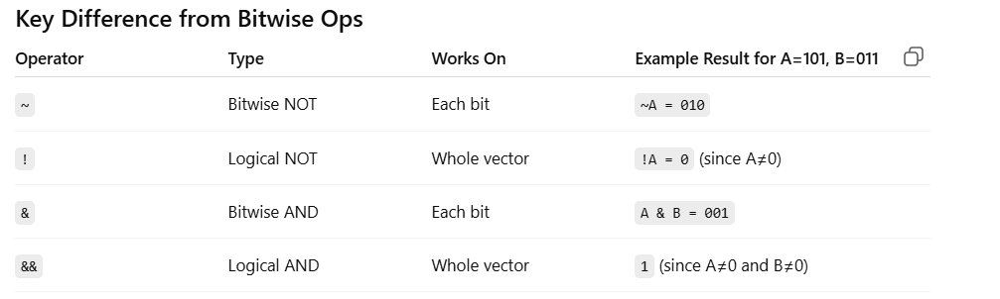 Key Difference from Bitwise Ops
Operator Type Works On Example Result for A=101, B=011
~ Bitwise NOT Each bit ~A = 010
! Logical NOT Whole vector !A = 0 (since A≠0)
& Bitwise AND Each bit A & B = 001
&& Logical AND Whole vector 1 (since A≠0 and B≠0)